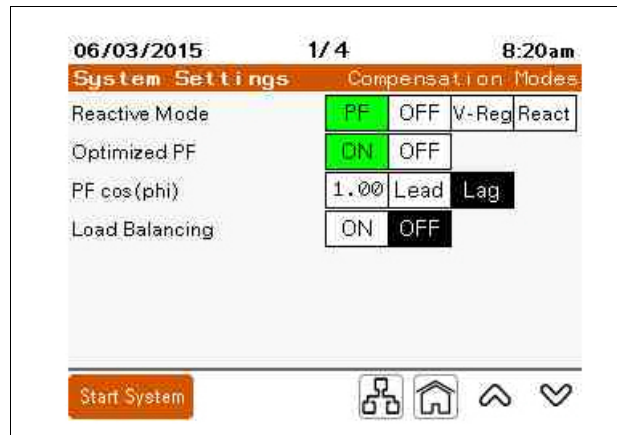 06/03/2015 1/4 8:20am
System Settings Compensation Modes
Reactive Mode PF OFF V-Reg React
Optimized PF ON OFF
PF cos(phi) 1.00 Lead Lag
Load Balancing ON OFF
Start System